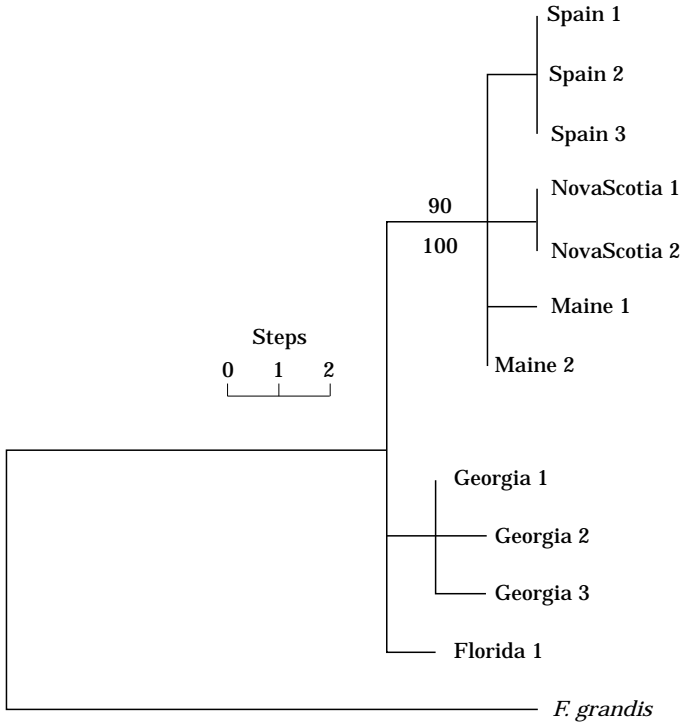 Spain 1
Spain 2
Spain 3
NovaScotia 1
90
100
NovaScotia 2
Maine 1
Steps
0 1 2
Maine 2
Georgia 1
Georgia 2
Georgia 3
Florida 1
F. grandis